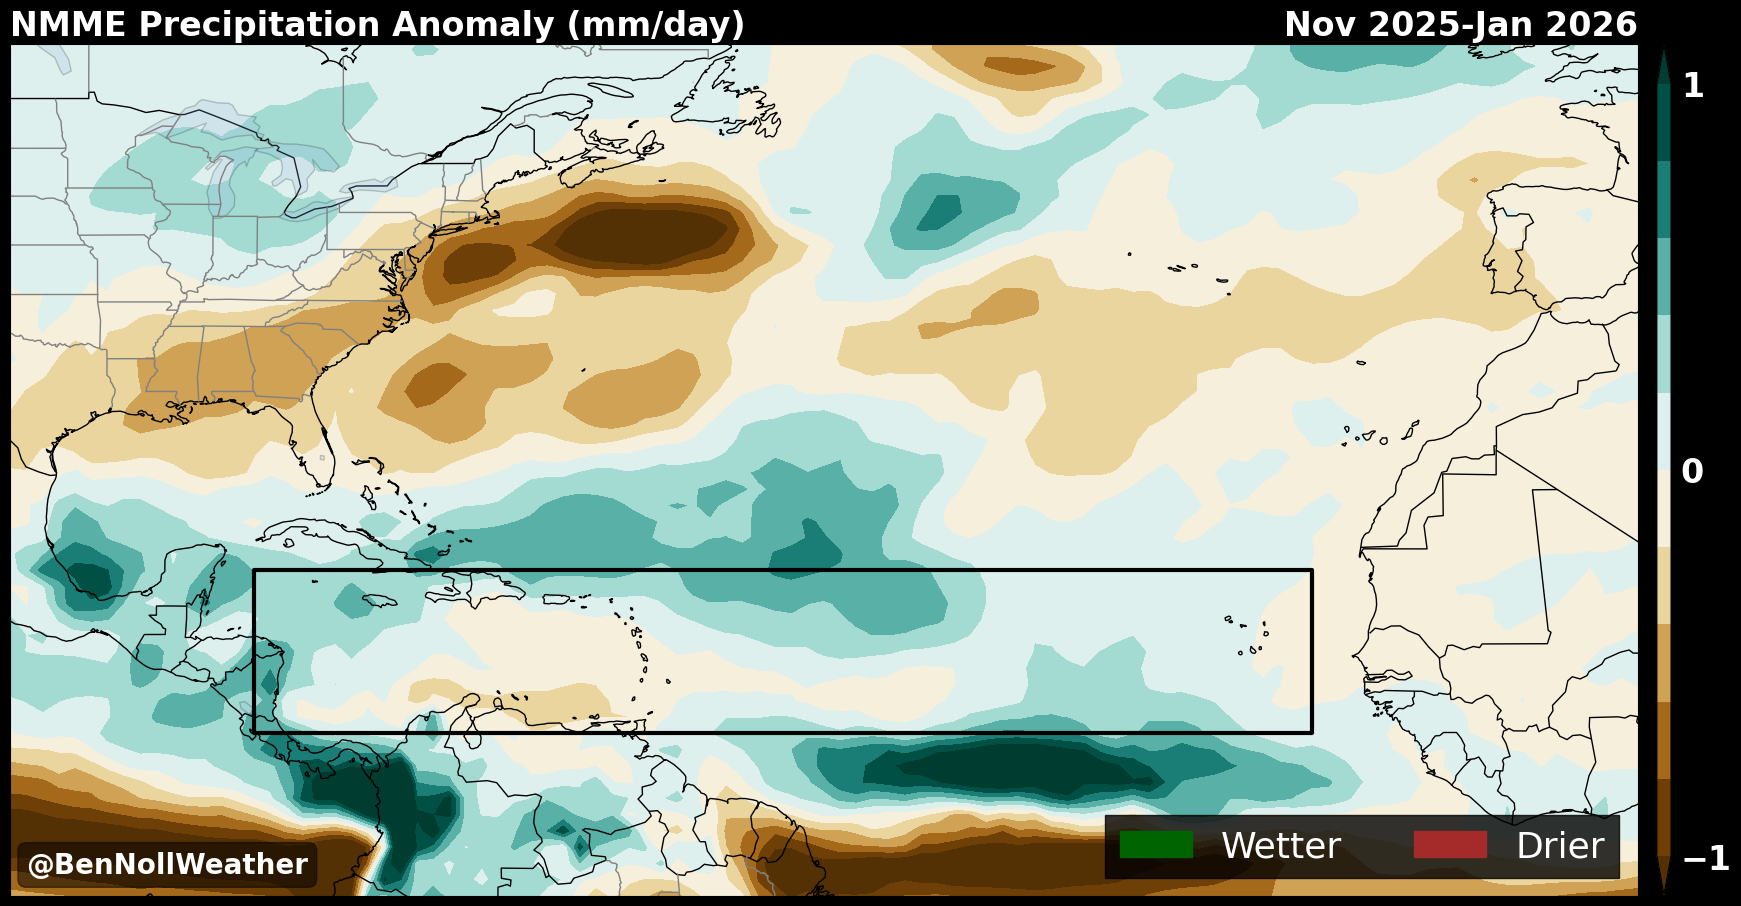 NMME Precipitation Anomaly (mm/day)
Nov 2025-Jan 2026
1
0
−1
Wetter
Drier
@BenNollWeather